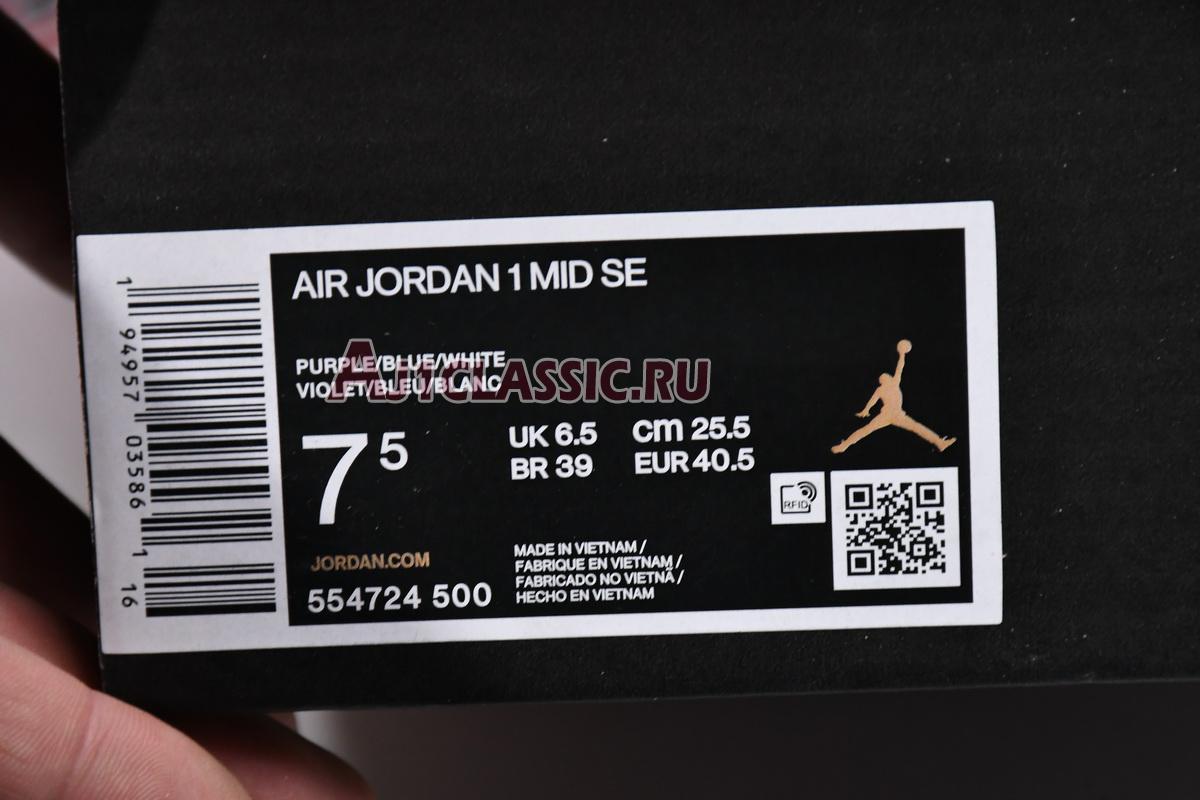 AIR JORDAN 1 MID SE
PURPLE/BLUE/WHITE
VIOLET/BLEU/BLANC
A@1CLASSIC.RU
7 5
UK 6.5 cm 25.5
BR 39 EUR 40.5
RFID
JORDAN.COM
554724 500
MADE IN VIETNAM /
FABRIQUE EN VIETNAM /
FABRICADO NO VIETNÃ /
HECHO EN VIETNAM
1 94957 03586 1 16